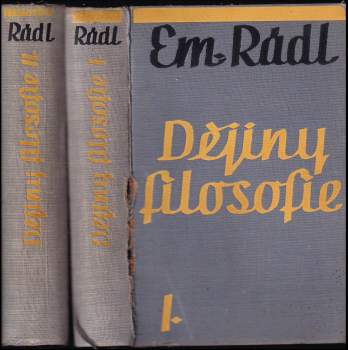 Rádl
Dějiny filosofie II.
Rádl
Dějiny filosofie I.
Em. Rádl
Dějiny
filosofie
I.